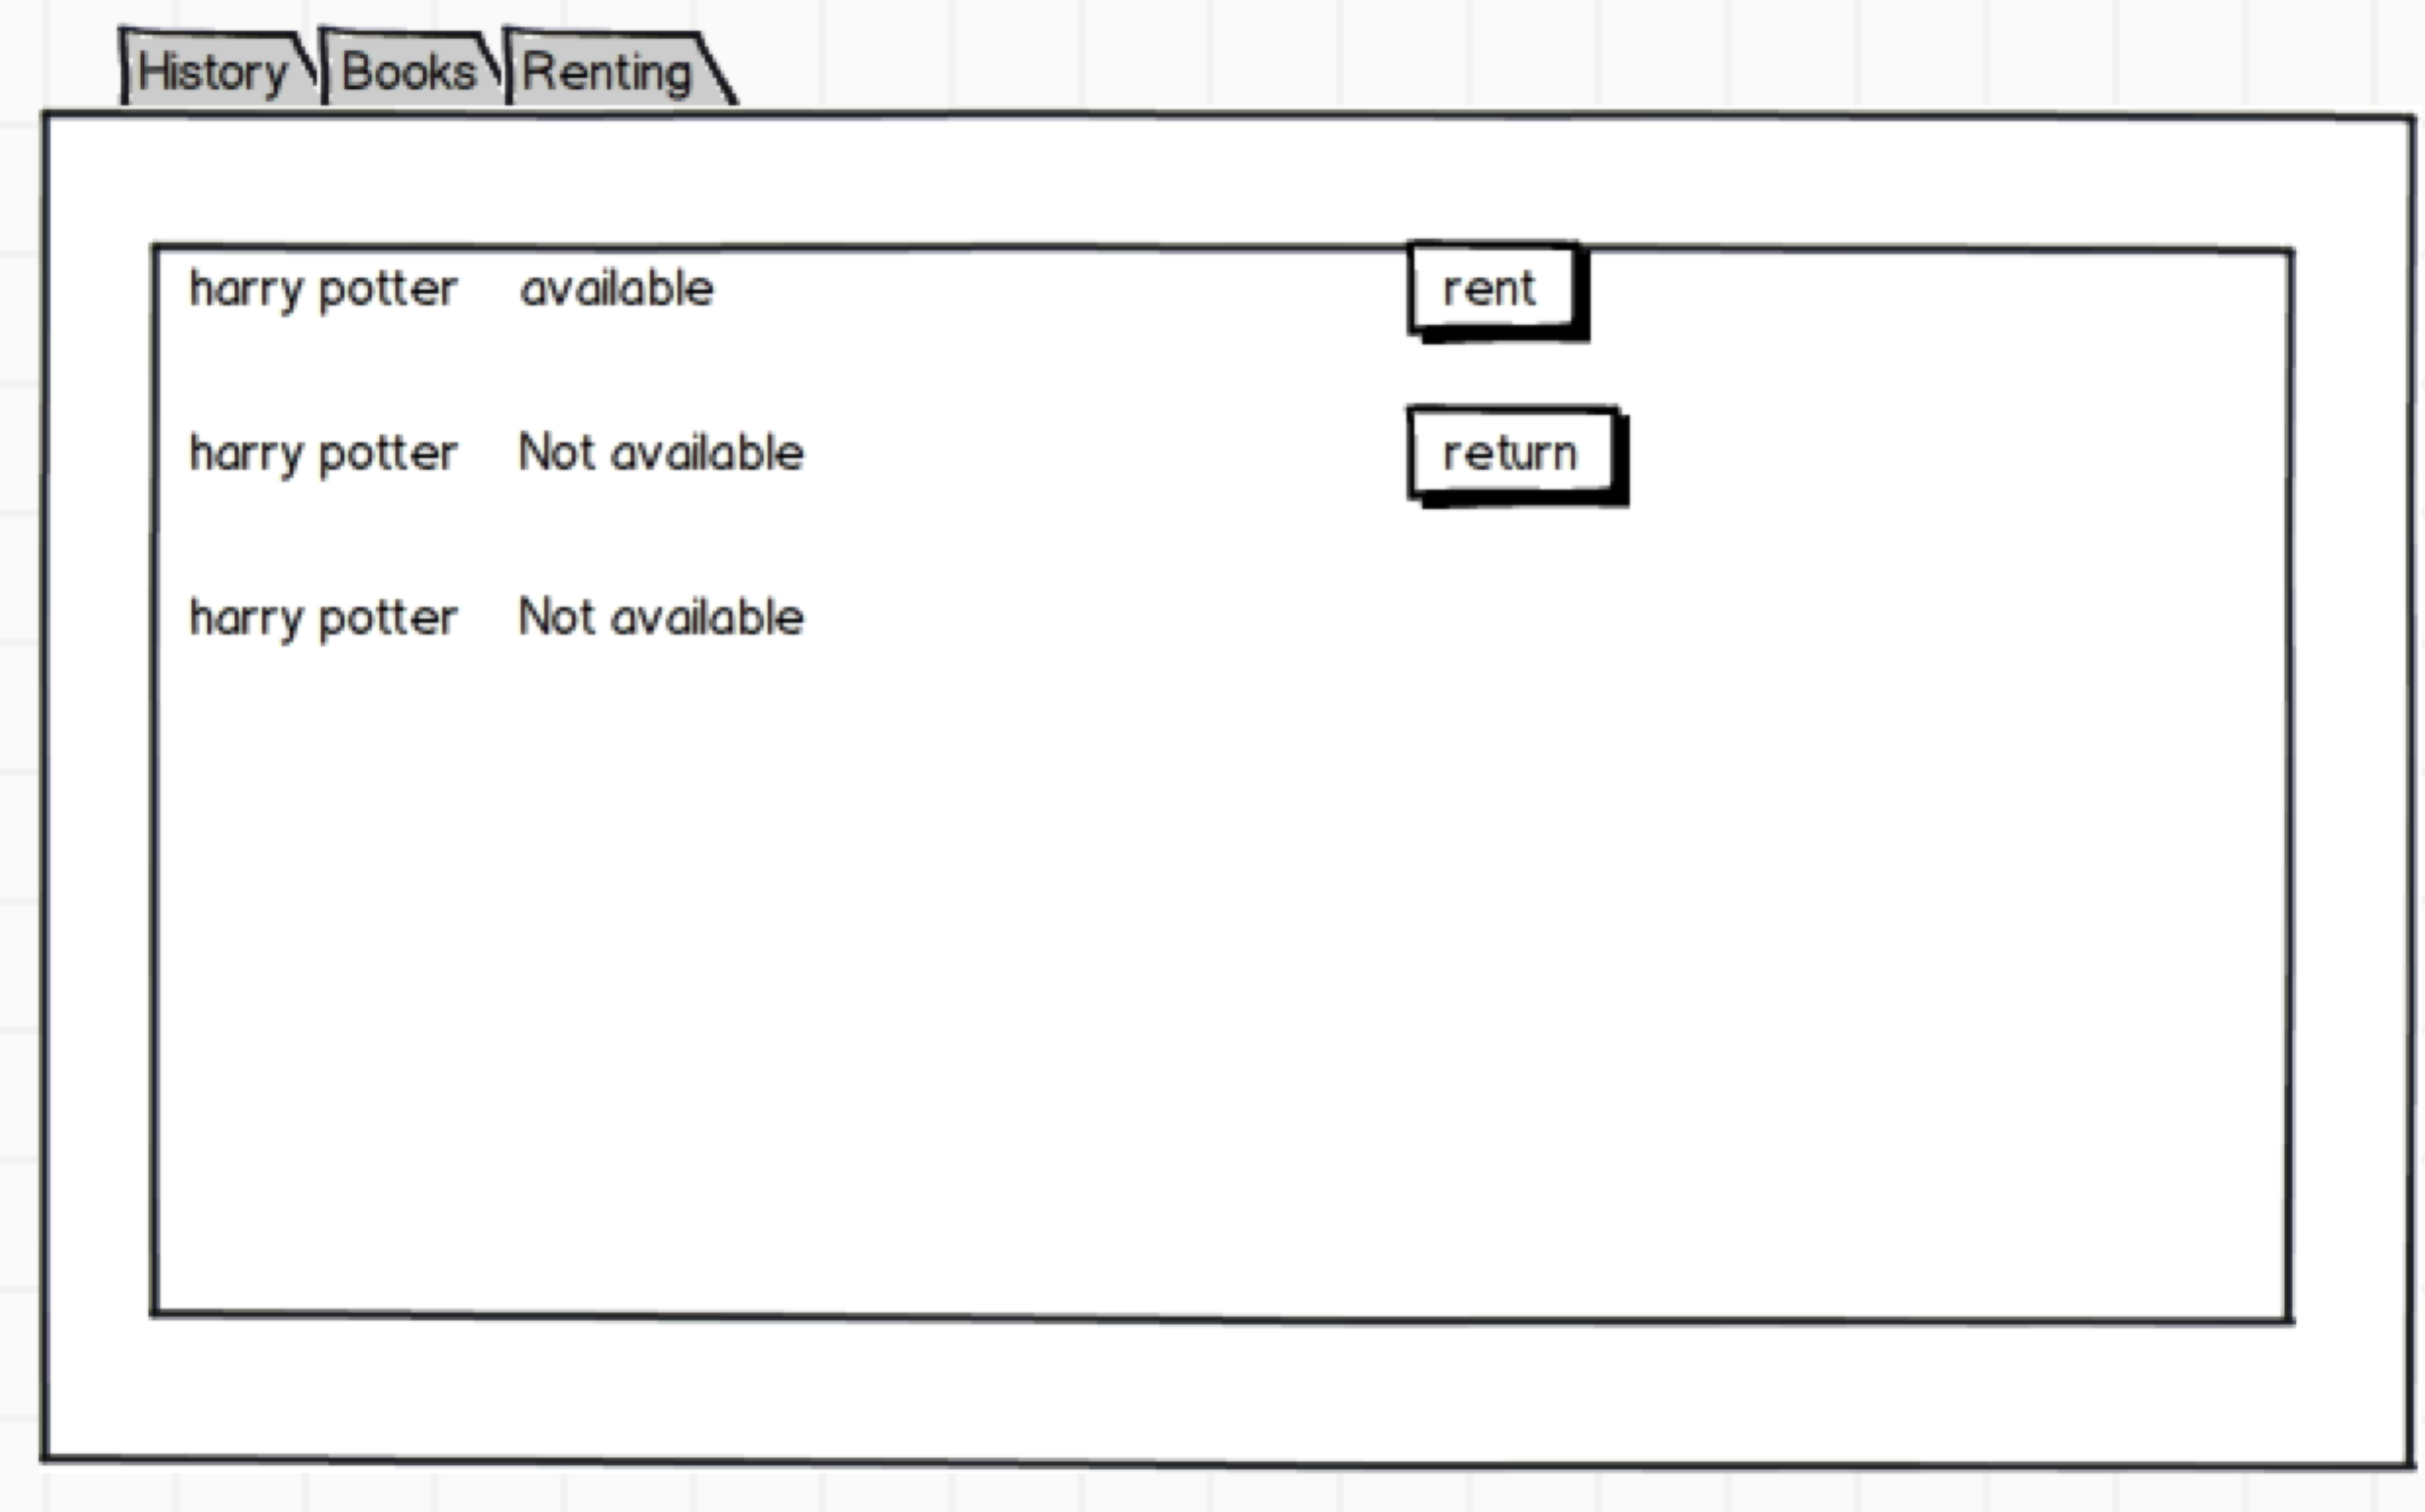 History Books Renting
harry potter available rent
harry potter Not available return
harry potter Not available